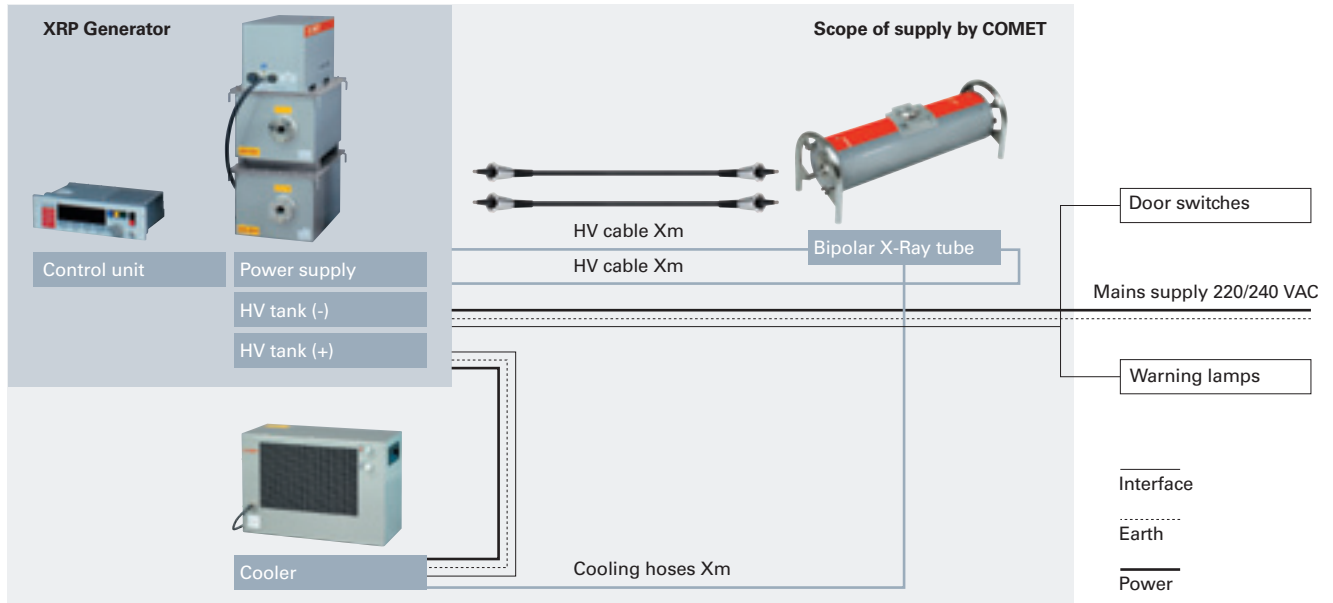 XRP Generator
Scope of supply by COMET
HV cable Xm
HV cable Xm
Control unit
Power supply
HV tank (-)
HV tank (+)
Bipolar X-Ray tube
Door switches
Mains supply 220/240 VAC
Warning lamps
Cooler
Cooling hoses Xm
Interface
Earth
Power